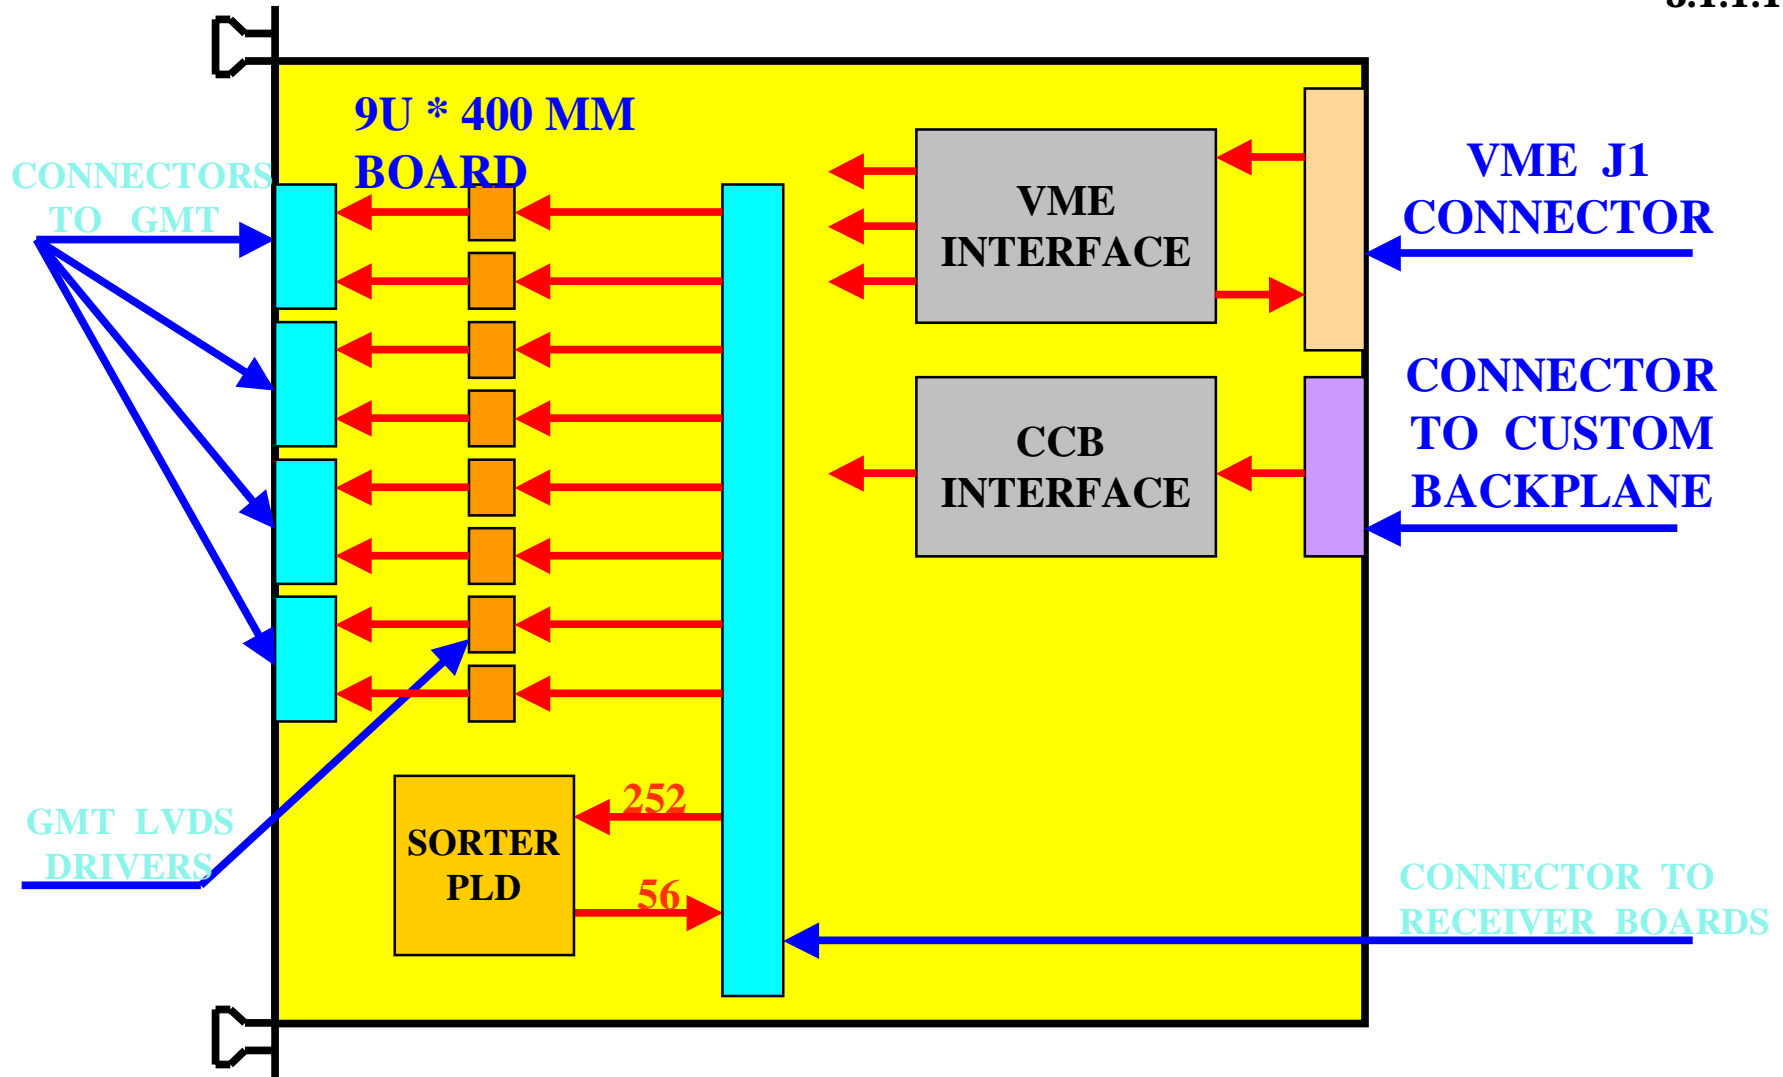 9U * 400 MM
BOARD
CONNECTORS
TO GMT
VME
INTERFACE
VME J1
CONNECTOR
CCB
INTERFACE
CONNECTOR
TO CUSTOM
BACKPLANE
GMT LVDS
DRIVERS
SORTER
PLD
252
56
CONNECTOR TO
RECEIVER BOARDS